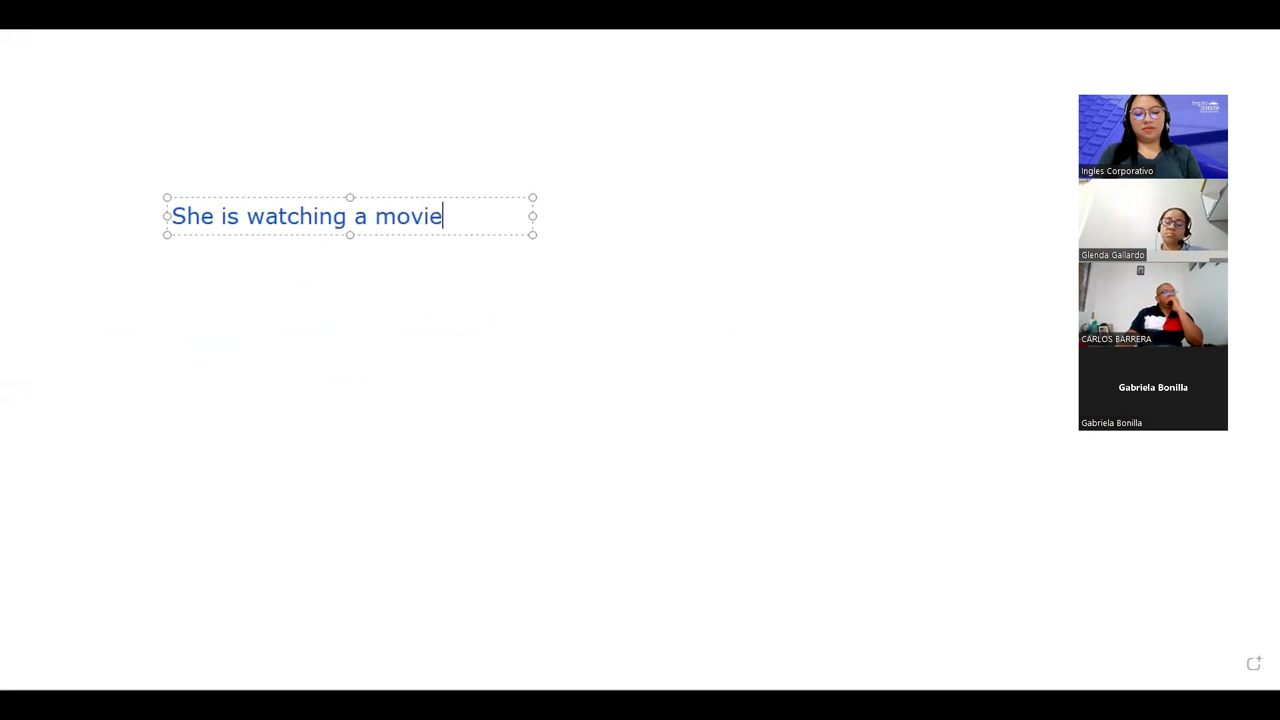 She is watching a movie
Ingles Corporativo
Glenda Gallardo
CARLOS BARRERA
Gabriela Bonilla
Gabriela Bonilla